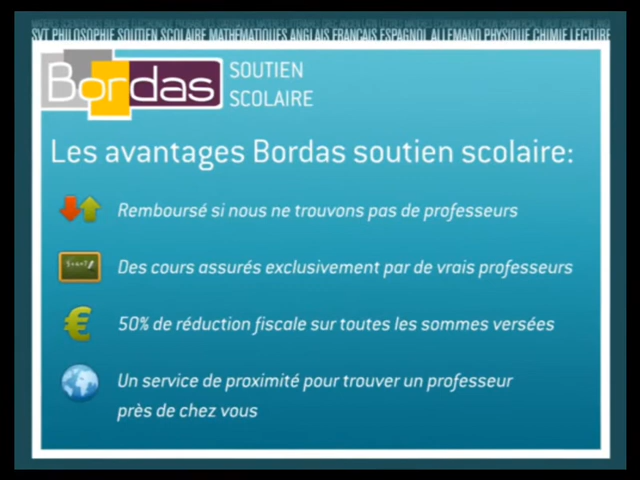 SVT PHILOSOPHIE SOUTIEN SCOLAIRE MATHÉMATIQUES ANGLAIS FRANÇAIS ESPAGNOL ALLEMAND PHYSIQUE CHIMIE LECTURE
Bordas SOUTIEN
SCOLAIRE
Les avantages Bordas soutien scolaire:
Remboursé si nous ne trouvons pas de professeurs
Des cours assurés exclusivement par de vrais professeurs
50% de réduction fiscale sur toutes les sommes versées
Un service de proximité pour trouver un professeur
près de chez vous